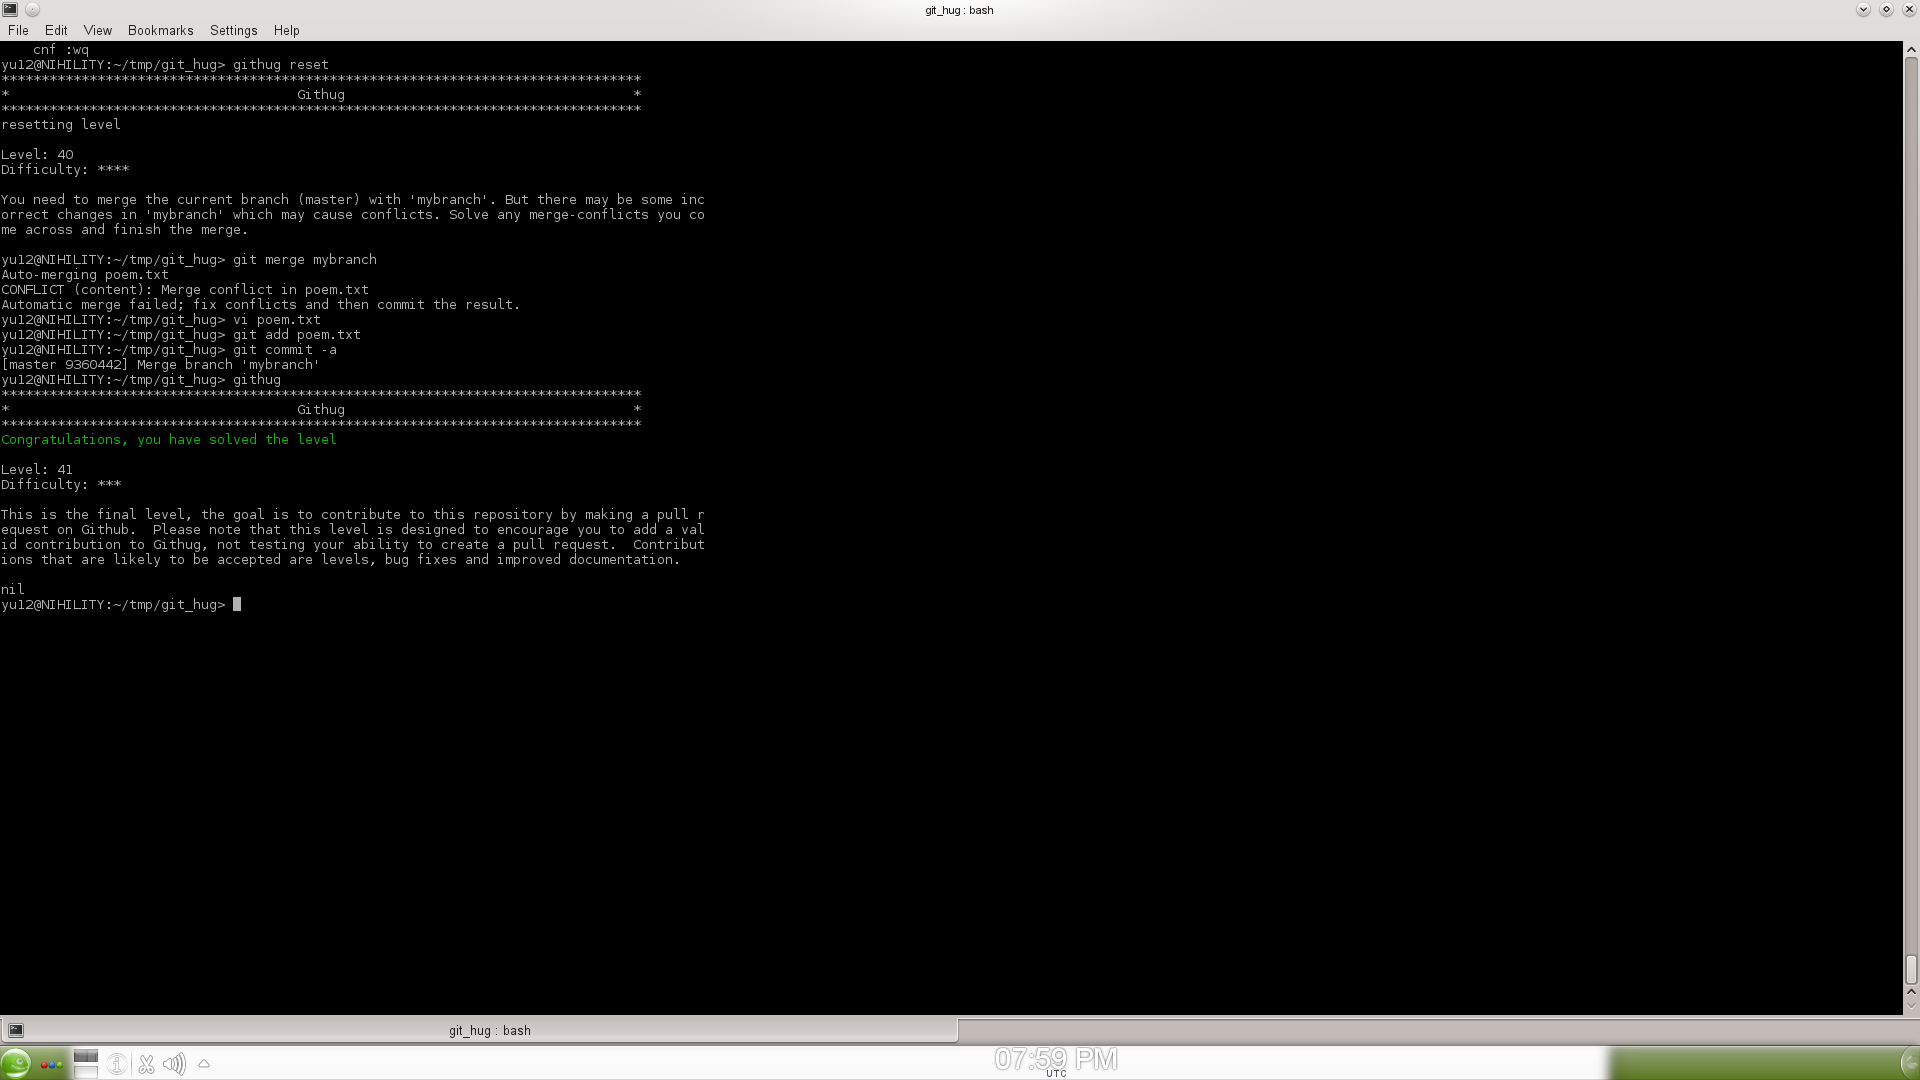 git_hug : bash
File Edit View Bookmarks Settings Help
    cnf :wq
yu12@NIHILITY:~/tmp/git_hug> githug reset
********************************************************************************
*                                    Githug                                    *
********************************************************************************
resetting level
Level: 40
Difficulty: ****
You need to merge the current branch (master) with 'mybranch'. But there may be some inc
orrect changes in 'mybranch' which may cause conflicts. Solve any merge-conflicts you co
me across and finish the merge.
yu12@NIHILITY:~/tmp/git_hug> git merge mybranch
Auto-merging poem.txt
CONFLICT (content): Merge conflict in poem.txt
Automatic merge failed; fix conflicts and then commit the result.
yu12@NIHILITY:~/tmp/git_hug> vi poem.txt
yu12@NIHILITY:~/tmp/git_hug> git add poem.txt
yu12@NIHILITY:~/tmp/git_hug> git commit -a
[master 9360442] Merge branch 'mybranch'
yu12@NIHILITY:~/tmp/git_hug> githug
********************************************************************************
*                                    Githug                                    *
********************************************************************************
Congratulations, you have solved the level
Level: 41
Difficulty: ***
This is the final level, the goal is to contribute to this repository by making a pull r
equest on Github.  Please note that this level is designed to encourage you to add a val
id contribution to Githug, not testing your ability to create a pull request.  Contribut
ions that are likely to be accepted are levels, bug fixes and improved documentation.
nil
yu12@NIHILITY:~/tmp/git_hug>
git_hug : bash
07:59 PM
UTC